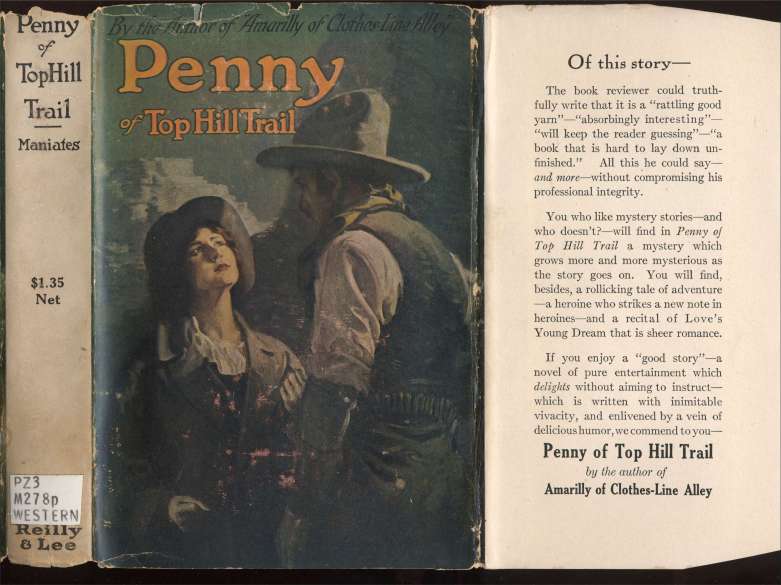 Penny
of
Top Hill
Trail
Maniates
$1.35
Net
PZ3
M278p
WESTERN
Reilly
& Lee
By the Author of "Amarilly of Clothes-Line Alley"
Penny
of Top Hill Trail
Of this story—
The book reviewer could truth-
fully write that it is a "rattling good
yarn"—"absorbingly interesting"—
"will keep the reader guessing"—"a
book that is hard to lay down un-
finished." All this he could say—
and more—without compromising his
professional integrity.
You who like mystery stories—and
who doesn't?—will find in Penny of
Top Hill Trail a mystery which
grows more and more mysterious as
the story goes on. You will find,
besides, a rollicking tale of adventure
—a heroine who strikes a new note in
heroines—and a recital of Love's
Young Dream that is sheer romance.
If you enjoy a "good story"—a
novel of pure entertainment which
delights without aiming to instruct—
which is written with inimitable
vivacity, and enlivened by a vein of
delicious humor, we commend to you—
Penny of Top Hill Trail
by the author of
Amarilly of Clothes-Line Alley